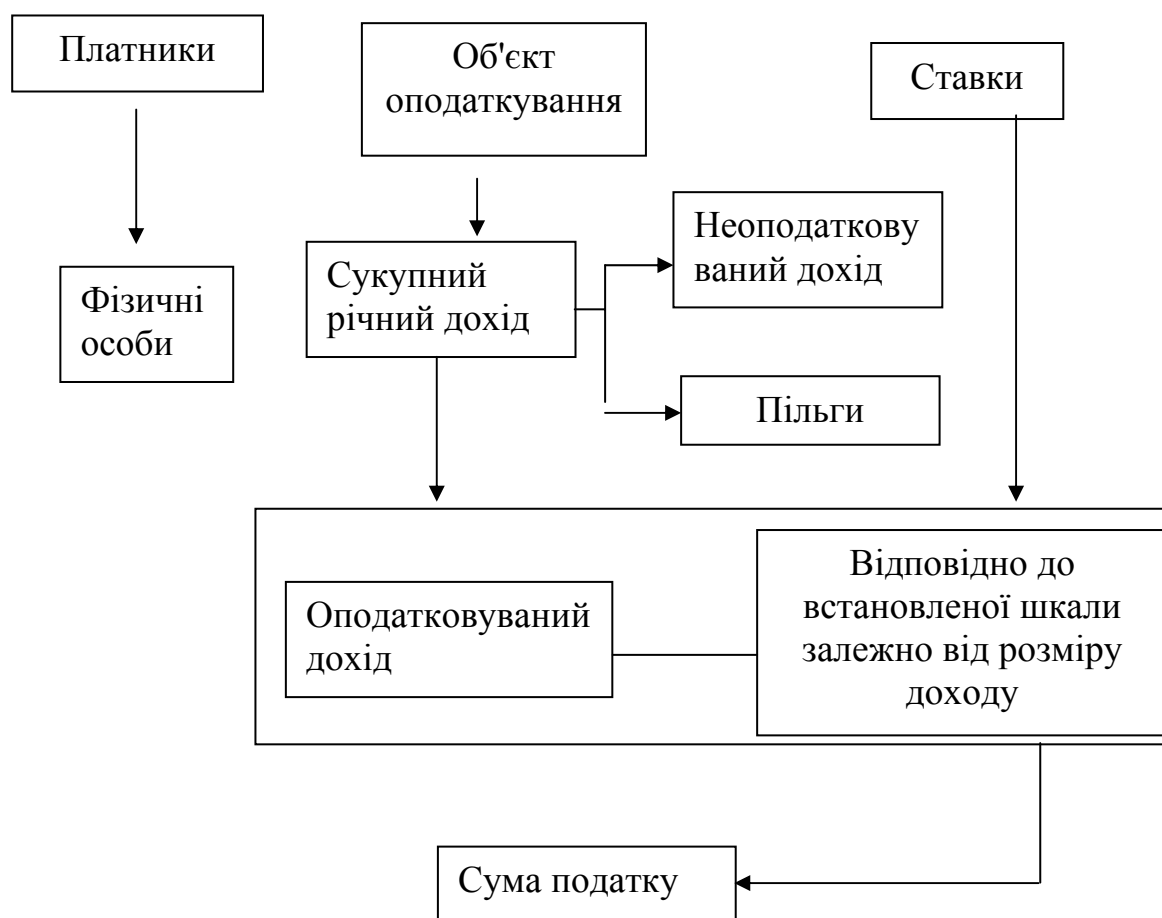 Платники
Об'єкт
оподаткування
Ставки
Неоподаткову
ваний дохід
Сукупний
річний дохід
Фізичні
особи
Пільги
Відповідно до
встановленої шкали
залежно від розміру
доходу
Оподатковуваний
дохід
Сума податку